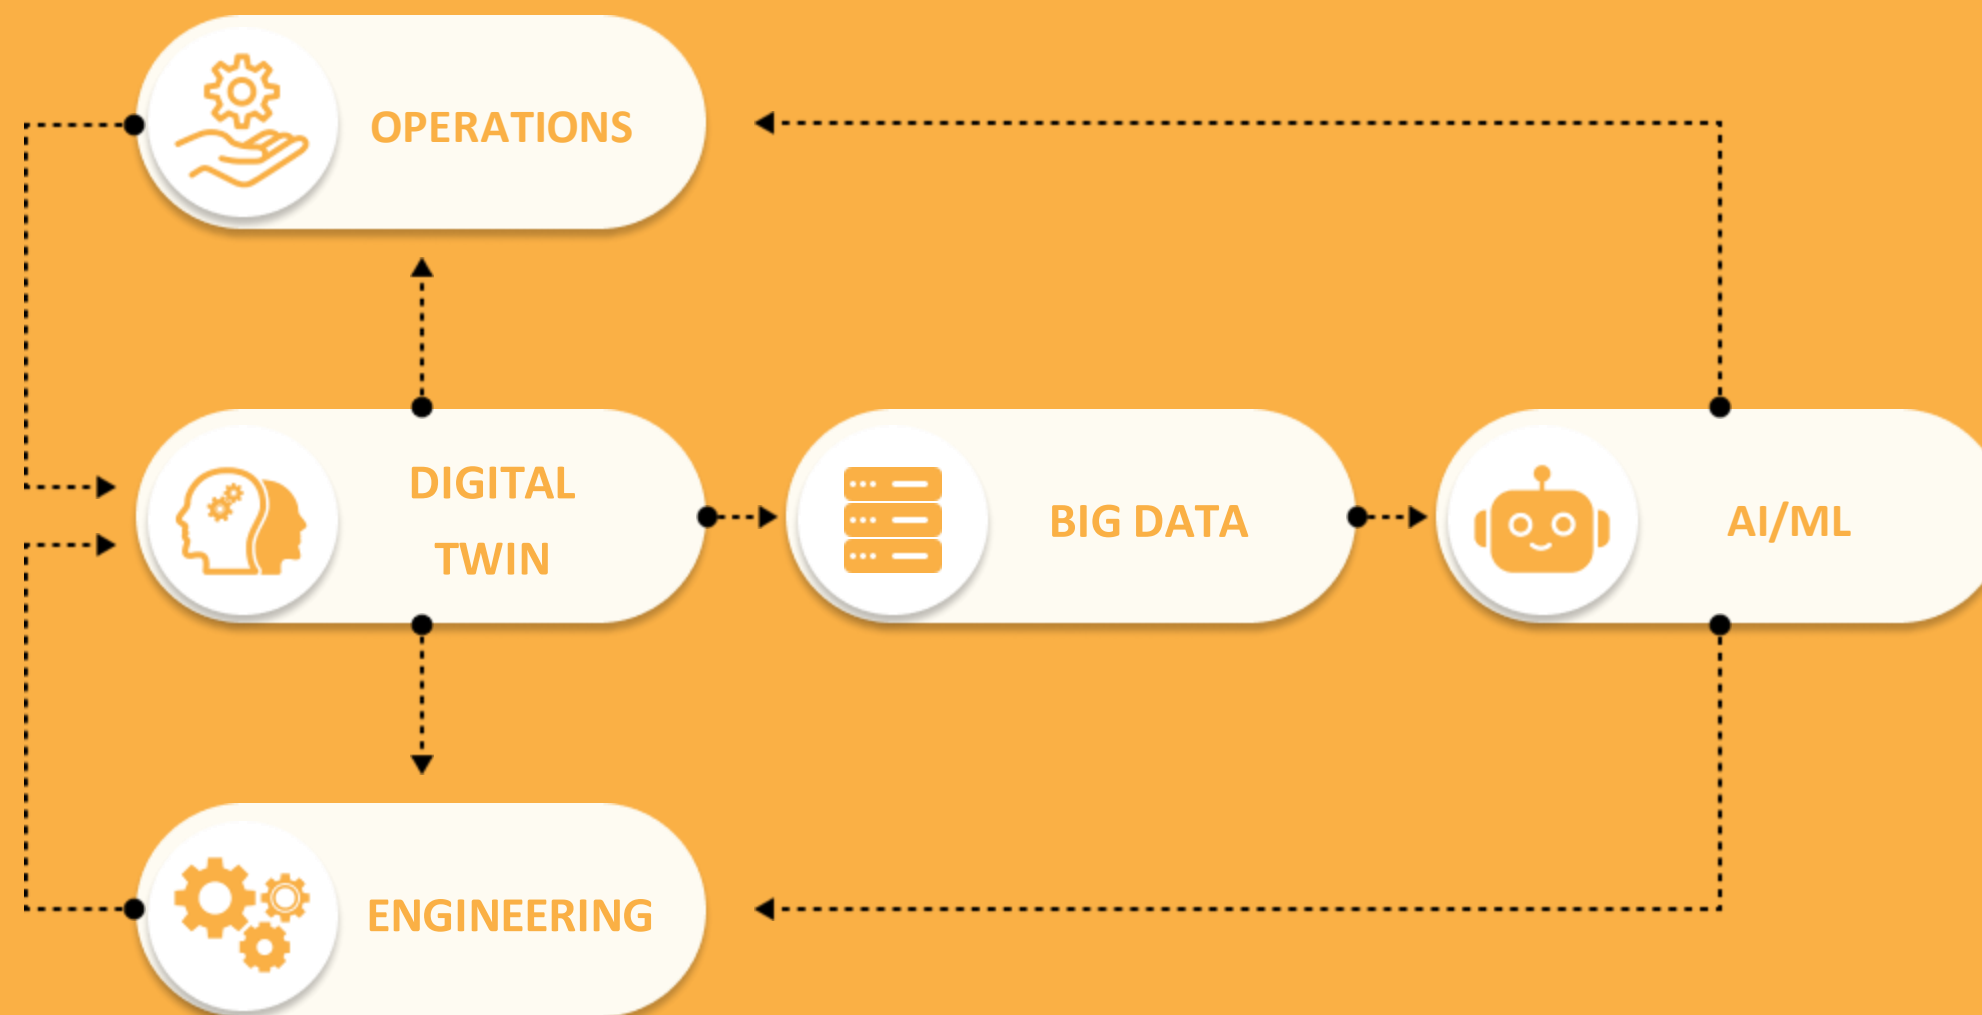 OPERATIONS
DIGITAL
TWIN
BIG DATA
AI/ML
ENGINEERING